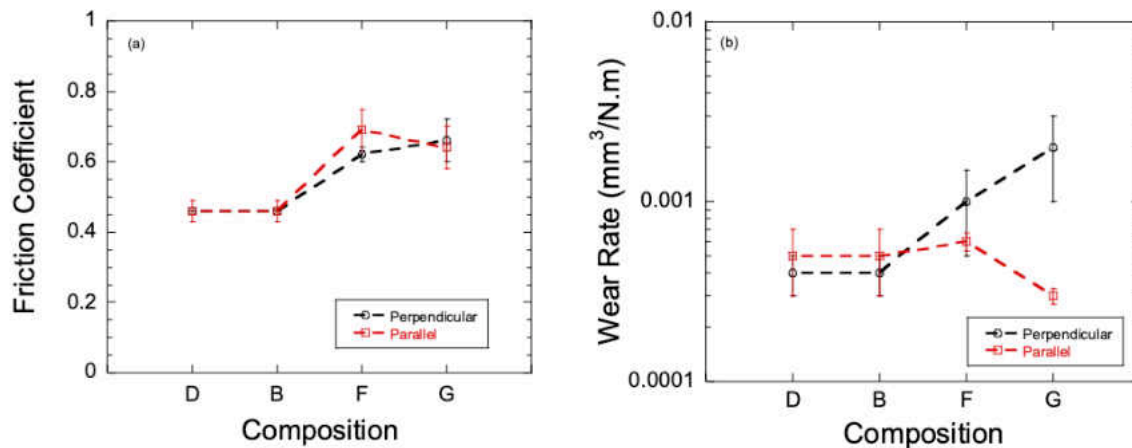 (a)
Friction Coefficient
1
0.8
0.6
0.4
0.2
0
D B F G
Composition
Perpendicular
Parallel
(b)
Wear Rate (mm³/N.m)
0.01
0.001
0.0001
D B F G
Composition
Perpendicular
Parallel